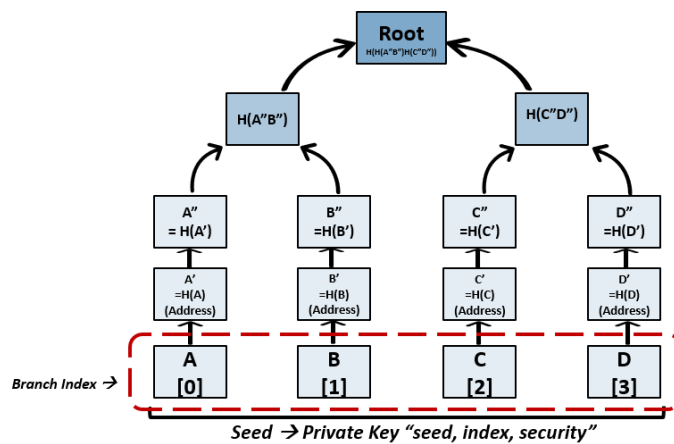 Root
H(H(A"B")H(C"D"))
H(A"B")
H(C"D")
A"
= H(A')
B"
=H(B')
C"
=H(C')
D"
=H(D')
A'
=H(A)
(Address)
B'
=H(B)
(Address)
C'
=H(C)
(Address)
D'
=H(D)
(Address)
Branch Index →
A
[0]
B
[1]
C
[2]
D
[3]
Seed → Private Key “seed, index, security”